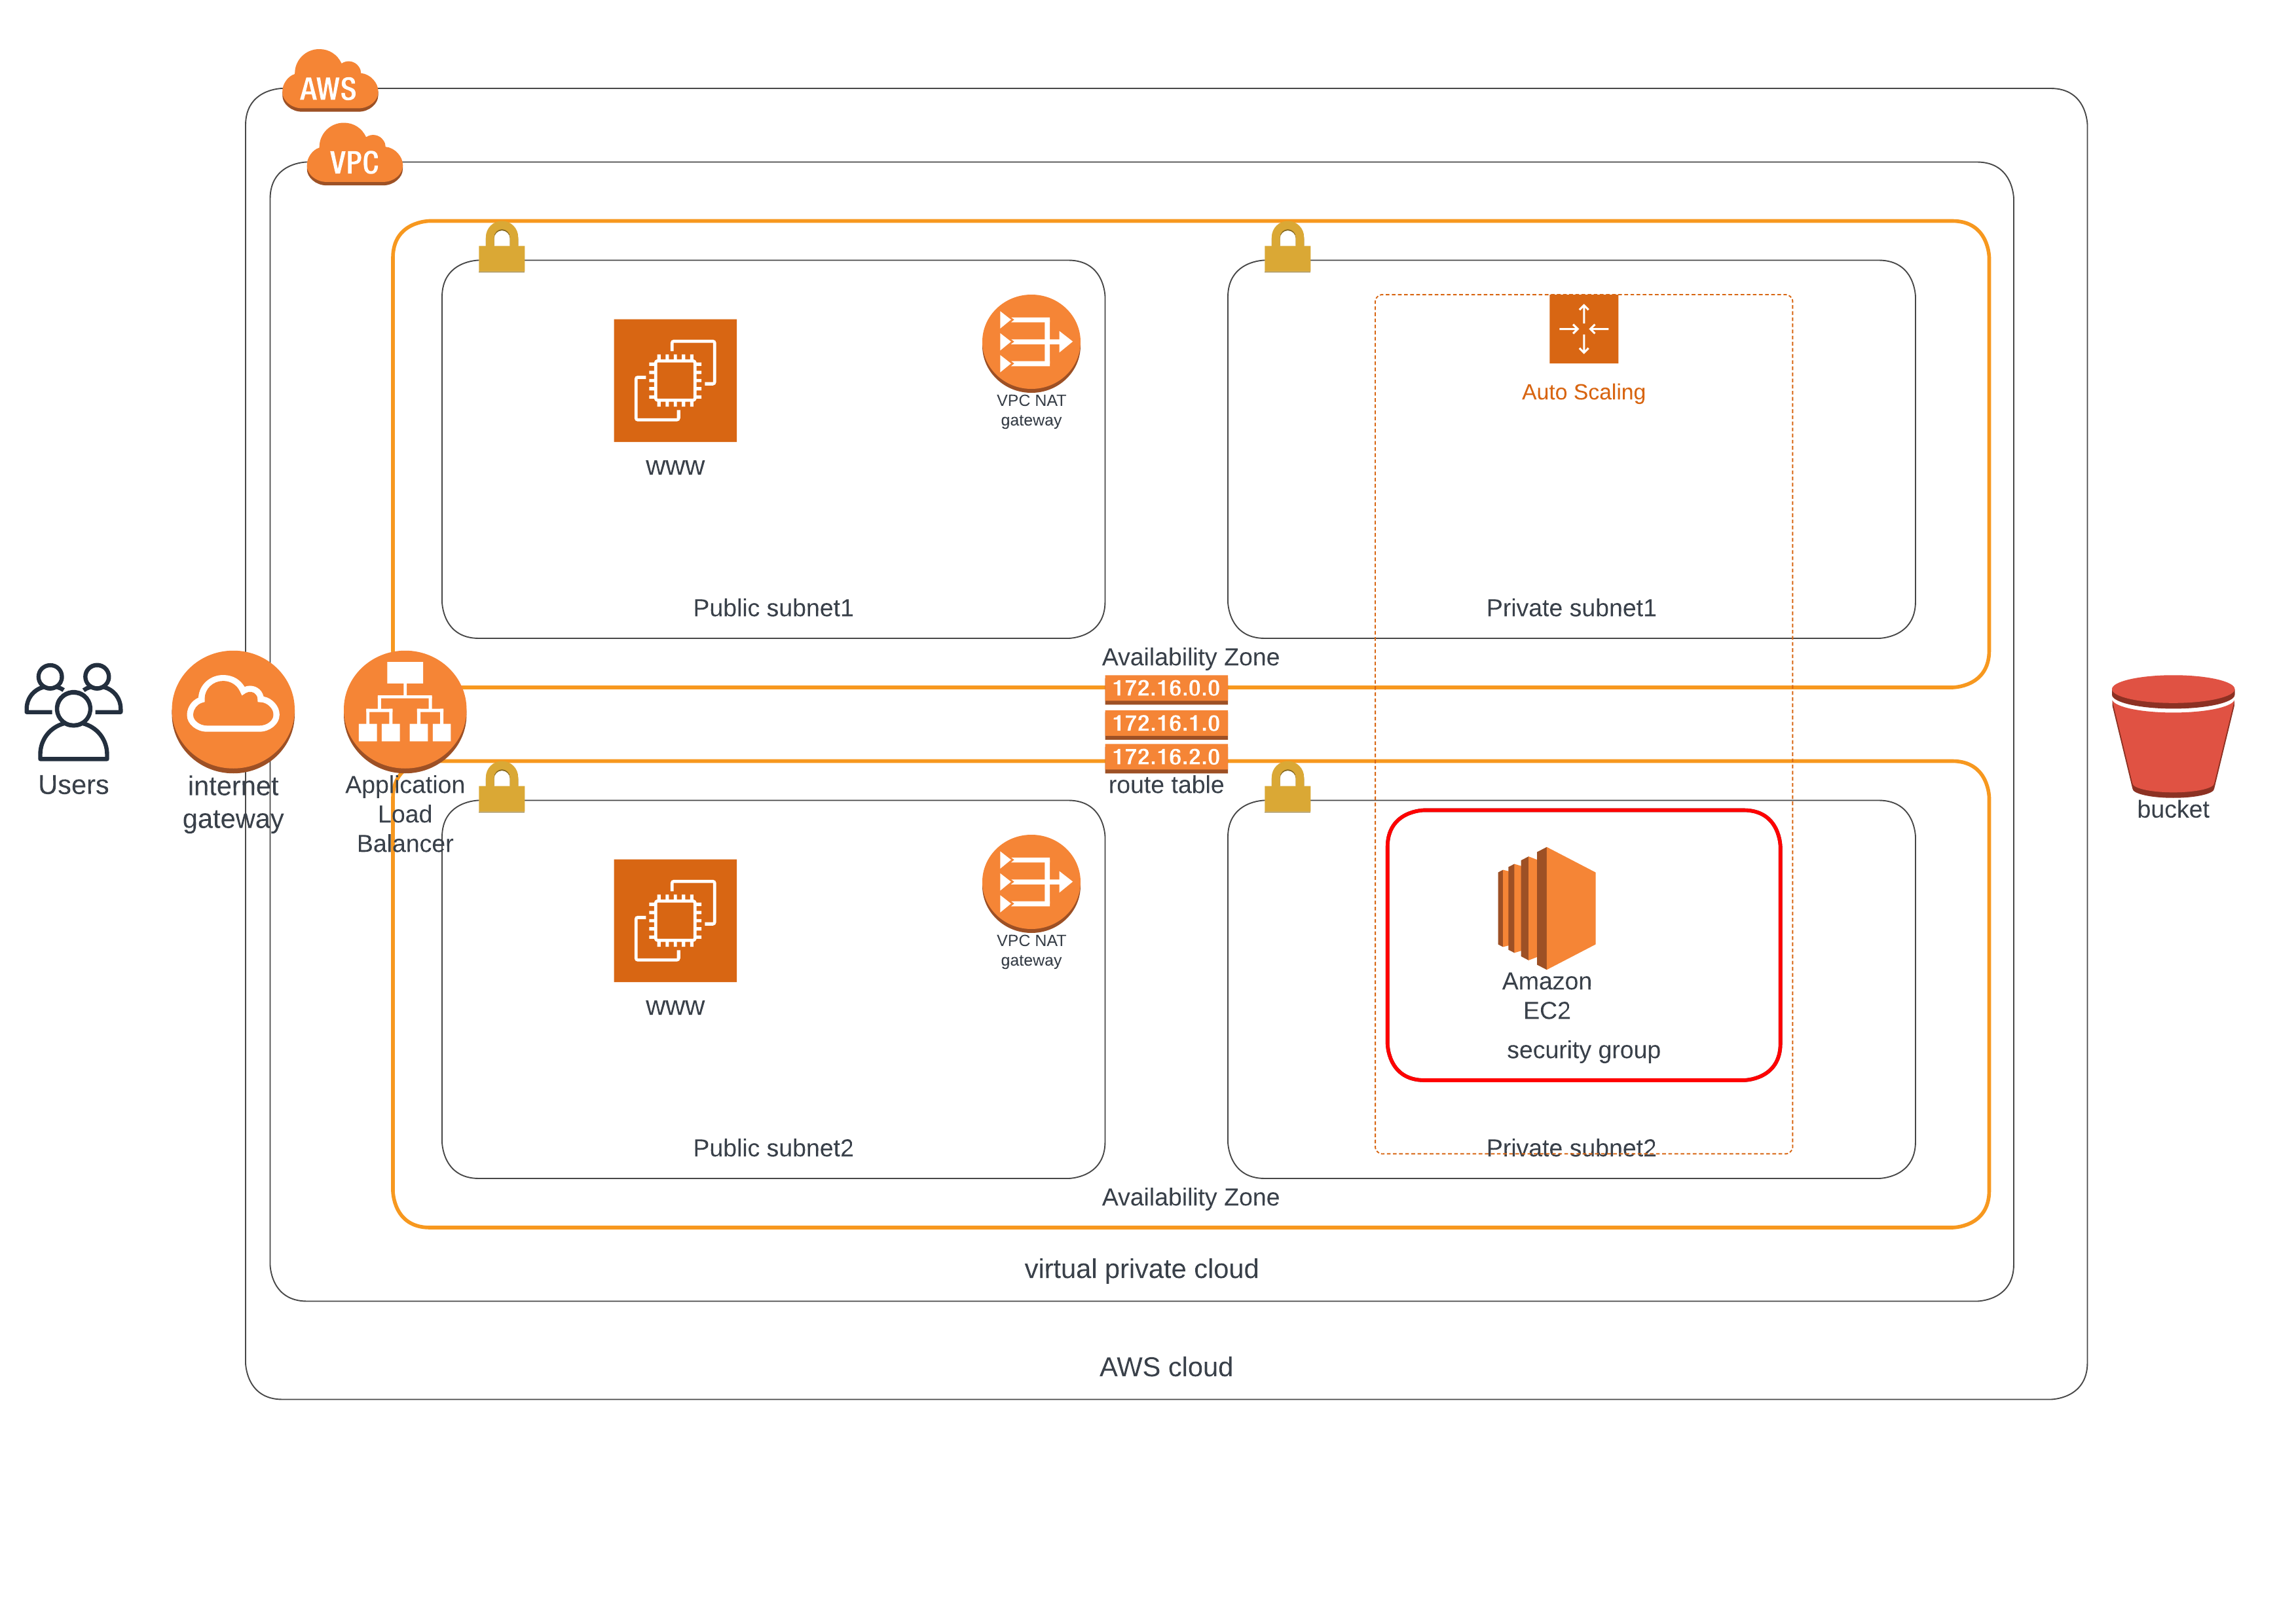 AWS
VPC
VPC NAT
gateway
Auto Scaling
www
Public subnet1
Private subnet1
Availability Zone
172.16.0.0
172.16.1.0
172.16.2.0
route table
Users
internet
gateway
Application
Load
Balancer
bucket
VPC NAT
gateway
www
Amazon
EC2
security group
Public subnet2
Private subnet2
Availability Zone
virtual private cloud
AWS cloud